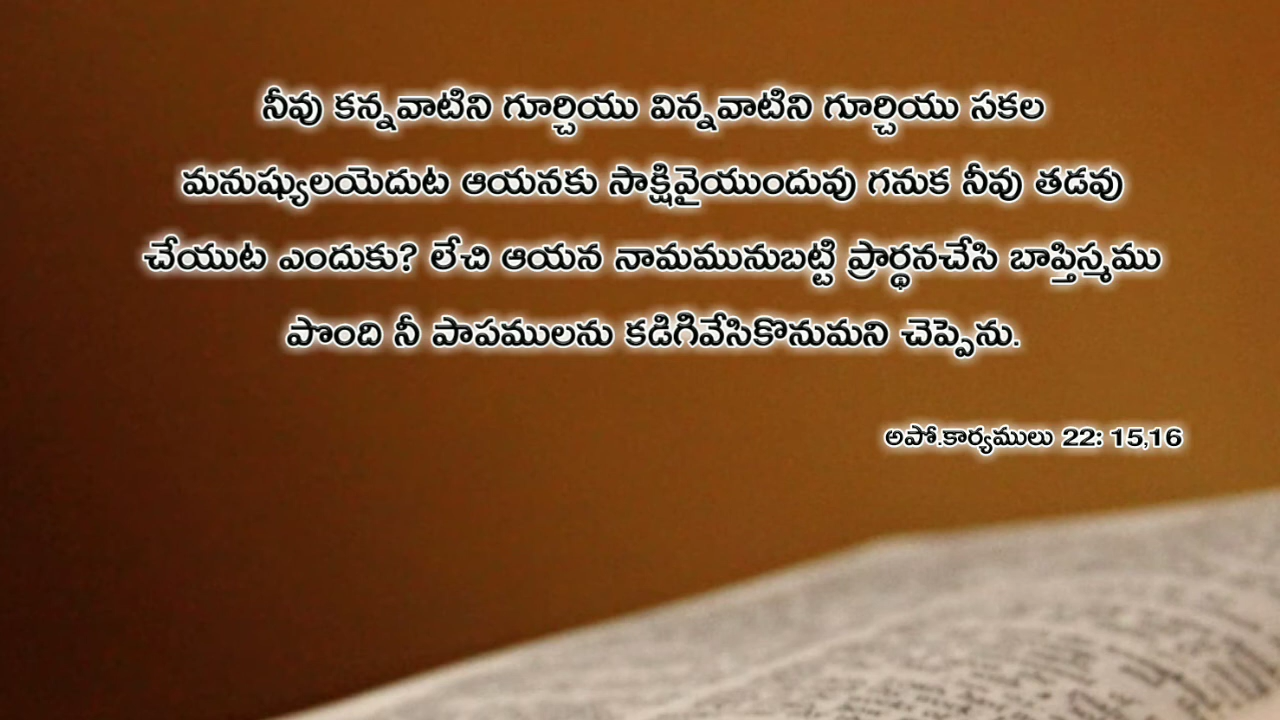 నీవు కన్నవాటిని గూర్చియు విన్నవాటిని గూర్చియు సకల
మనుష్యులయెదుట ఆయనకు సాక్షివైయుందువు గనుక నీవు తడవు
చేయుట ఎందుకు? లేచి ఆయన నామమునుబట్టి ప్రార్థనచేసి బాప్తిస్మము
పొంది నీ పాపములను కడిగివేసికొనుమని చెప్పెను.
అపో.కార్యములు 22: 15,16